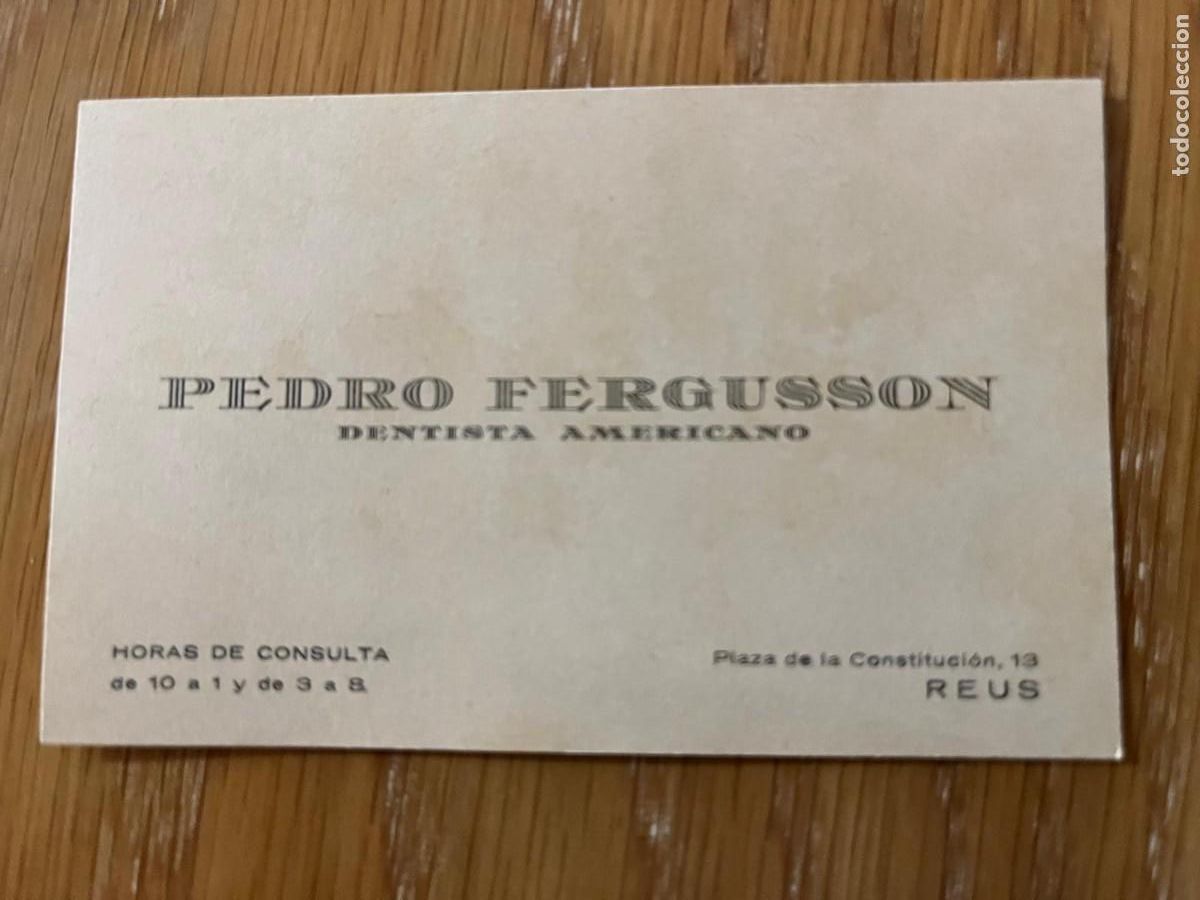 PEDRO FERGUSSON
DENTISTA AMERICANO
HORAS DE CONSULTA
de 10 a 1 y de 3 a 8
Plaza de la Constitución, 13
REUS
todocoleccion